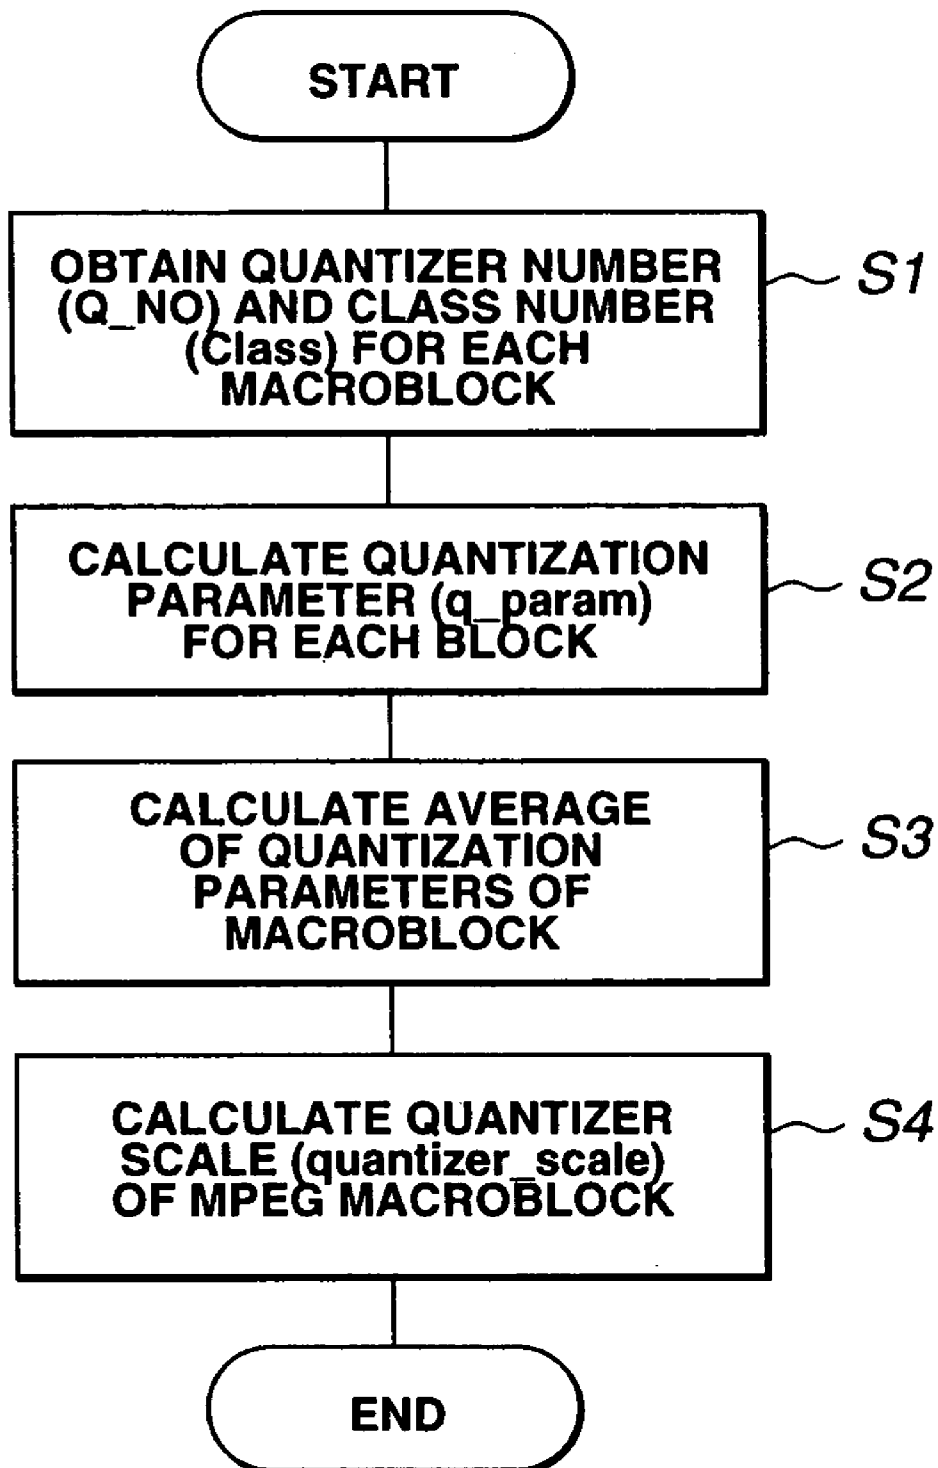 START
OBTAIN QUANTIZER NUMBER
(Q_NO) AND CLASS NUMBER
(Class) FOR EACH
MACROBLOCK
S1
CALCULATE QUANTIZATION
PARAMETER (q_param)
FOR EACH BLOCK
S2
CALCULATE AVERAGE
OF QUANTIZATION
PARAMETERS OF
MACROBLOCK
S3
CALCULATE QUANTIZER
SCALE (quantizer_scale)
OF MPEG MACROBLOCK
S4
END